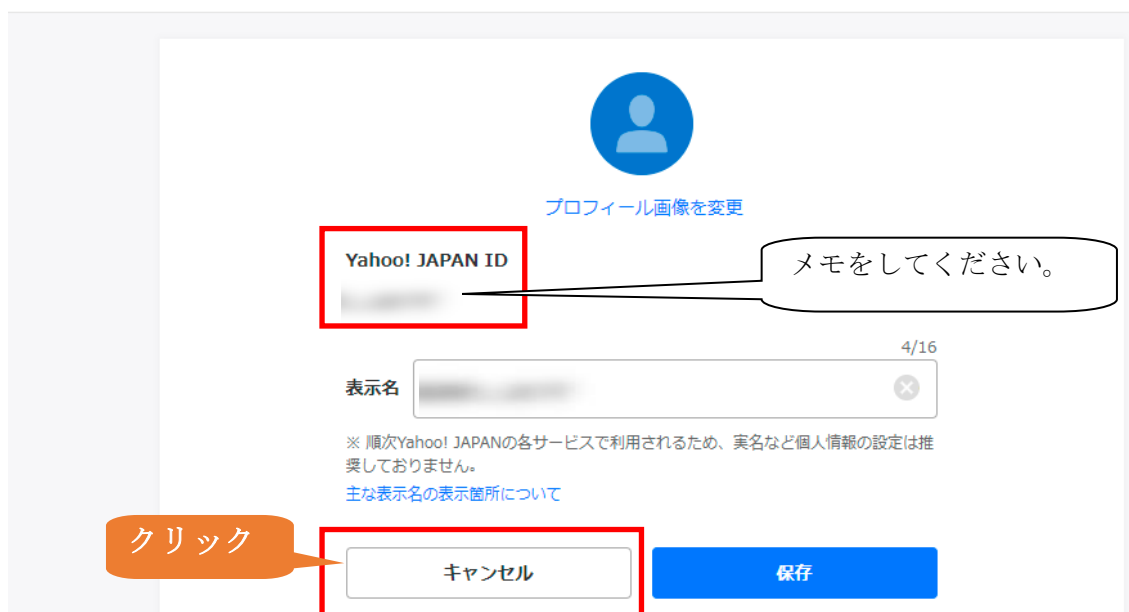 プロフィール画像を変更
Yahoo! JAPAN ID
メモをしてください。
4/16
表示名
※ 順次Yahoo! JAPANの各サービスで利用されるため、実名など個人情報の設定は推
奨しておりません。
主な表示名の表示箇所について
クリック
キャンセル
保存